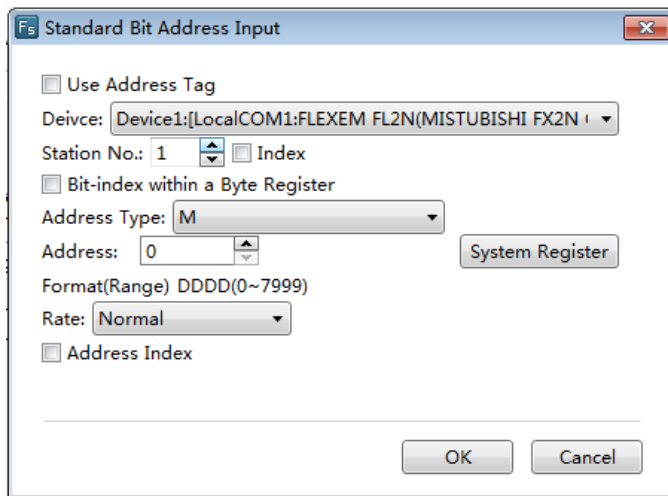 Fs Standard Bit Address Input
Use Address Tag
Deivce: Device1:[LocalCOM1:FLEXEM FL2N(MISTUBISHI FX2N
Station No.: 1 Index
Bit-index within a Byte Register
Address Type: M
Address: 0 System Register
Format(Range) DDDD(0~7999)
Rate: Normal
Address Index
OK Cancel